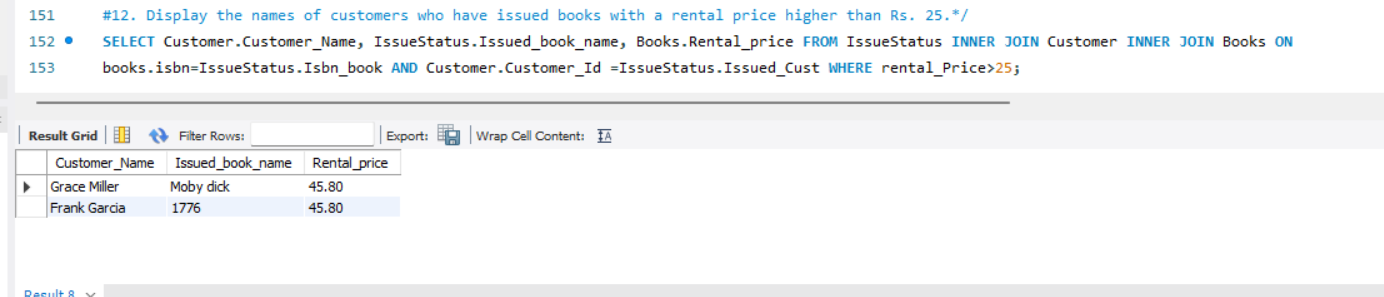 151 #12. Display the names of customers who have issued books with a rental price higher than Rs. 25.*/
152 SELECT Customer.Customer_Name, IssueStatus.Issued_book_name, Books.Rental_price FROM IssueStatus INNER JOIN Customer INNER JOIN Books ON
153 books.isbn=IssueStatus.Isbn_book AND Customer.Customer_Id =IssueStatus.Issued_Cust WHERE rental_Price>25;
Result Grid Filter Rows: Export: Wrap Cell Content: IA
Customer_Name Issued_book_name Rental_price
Grace Miller Moby dick 45.80
Frank Garcia 1776 45.80
Result 8